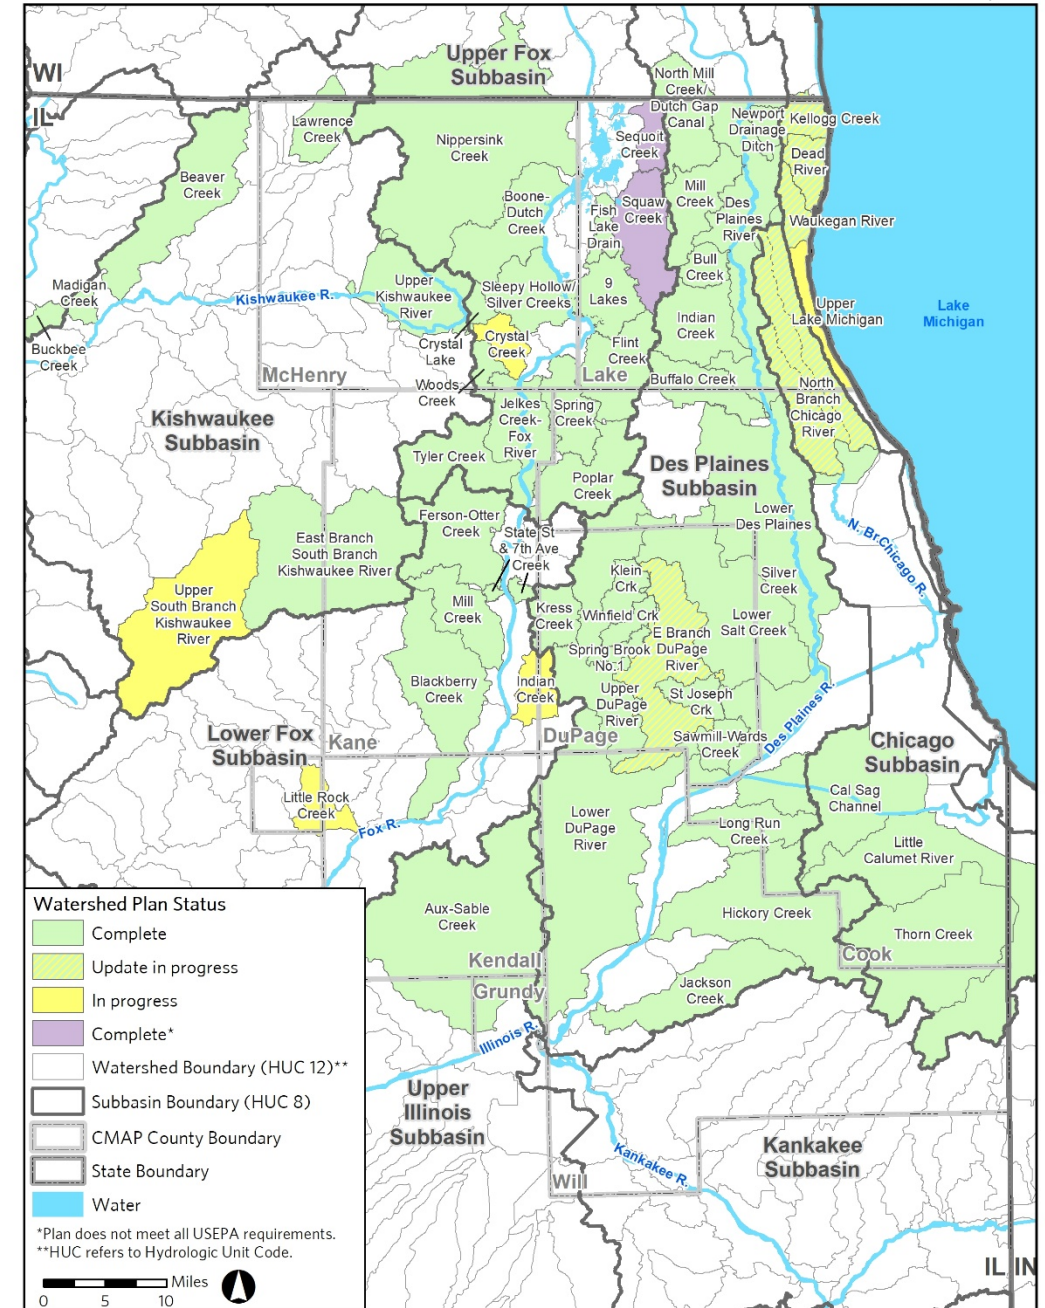 Upper Fox
Subbasin
WI
IL
North Mill
Creek/
Dutch Gap
Canal
Lawrence
Creek
Nippersink
Creek
Sequoit
Creek
Newport
Drainage
Ditch
Kellogg Creek
Dead
River
Beaver
Creek
Boone-
Dutch
Creek
Fish
Lake
Drain
Squaw
Creek
Mill
Creek
Des
Plaines
River
Waukegan River
Bull
Creek
Madigan
Creek
Kishwaukee R.
Upper
Kishwaukee
River
Sleepy Hollow/
Silver Creeks
9
Lakes
Upper
Lake Michigan
Lake
Michigan
Indian
Creek
Buckbee
Creek
Crystal
Lake
Crystal
Creek
Flint
Creek
McHenry
Woods
Creek
Lake
Buffalo Creek
North
Branch
Chicago
River
Kishwaukee
Subbasin
Jelkes
Creek-
Fox
River
Spring
Creek
Tyler Creek
Poplar
Creek
Des Plaines
Subbasin
Ferson-Otter
Creek
State St
& 7th Ave
Creek
Lower
Des Plaines
N. Br.Chicago R.
East Branch
South Branch
Kishwaukee River
Upper
South Branch
Kishwaukee
River
Klein
Crk
Silver
Creek
Mill
Creek
Kress
Creek
Winfield Crk
Lower
Salt Creek
E Branch
DuPage
River
Spring Brook
No.1
Blackberry
Creek
Indian
Creek
Upper
DuPage
River
St Joseph
Crk
Des Plaines R.
Lower Fox
Subbasin
Kane
DuPage
Sawmill-Wards
Creek
Chicago
Subbasin
Little Rock
Creek
Fox R.
Cal Sag
Channel
Lower
DuPage
River
Long Run
Creek
Little
Calumet River
Aux-Sable
Creek
Hickory Creek
Thorn Creek
Kendall
Cook
Grundy
Jackson
Creek
Illinois R.
Upper
Illinois
Subbasin
Kankakee
Subbasin
Kankakee R.
Will
IL
IN
Watershed Plan Status
Complete
Update in progress
In progress
Complete*
Watershed Boundary (HUC 12)**
Subbasin Boundary (HUC 8)
CMAP County Boundary
State Boundary
Water
*Plan does not meet all USEPA requirements.
**HUC refers to Hydrologic Unit Code.
Miles
0 5 10